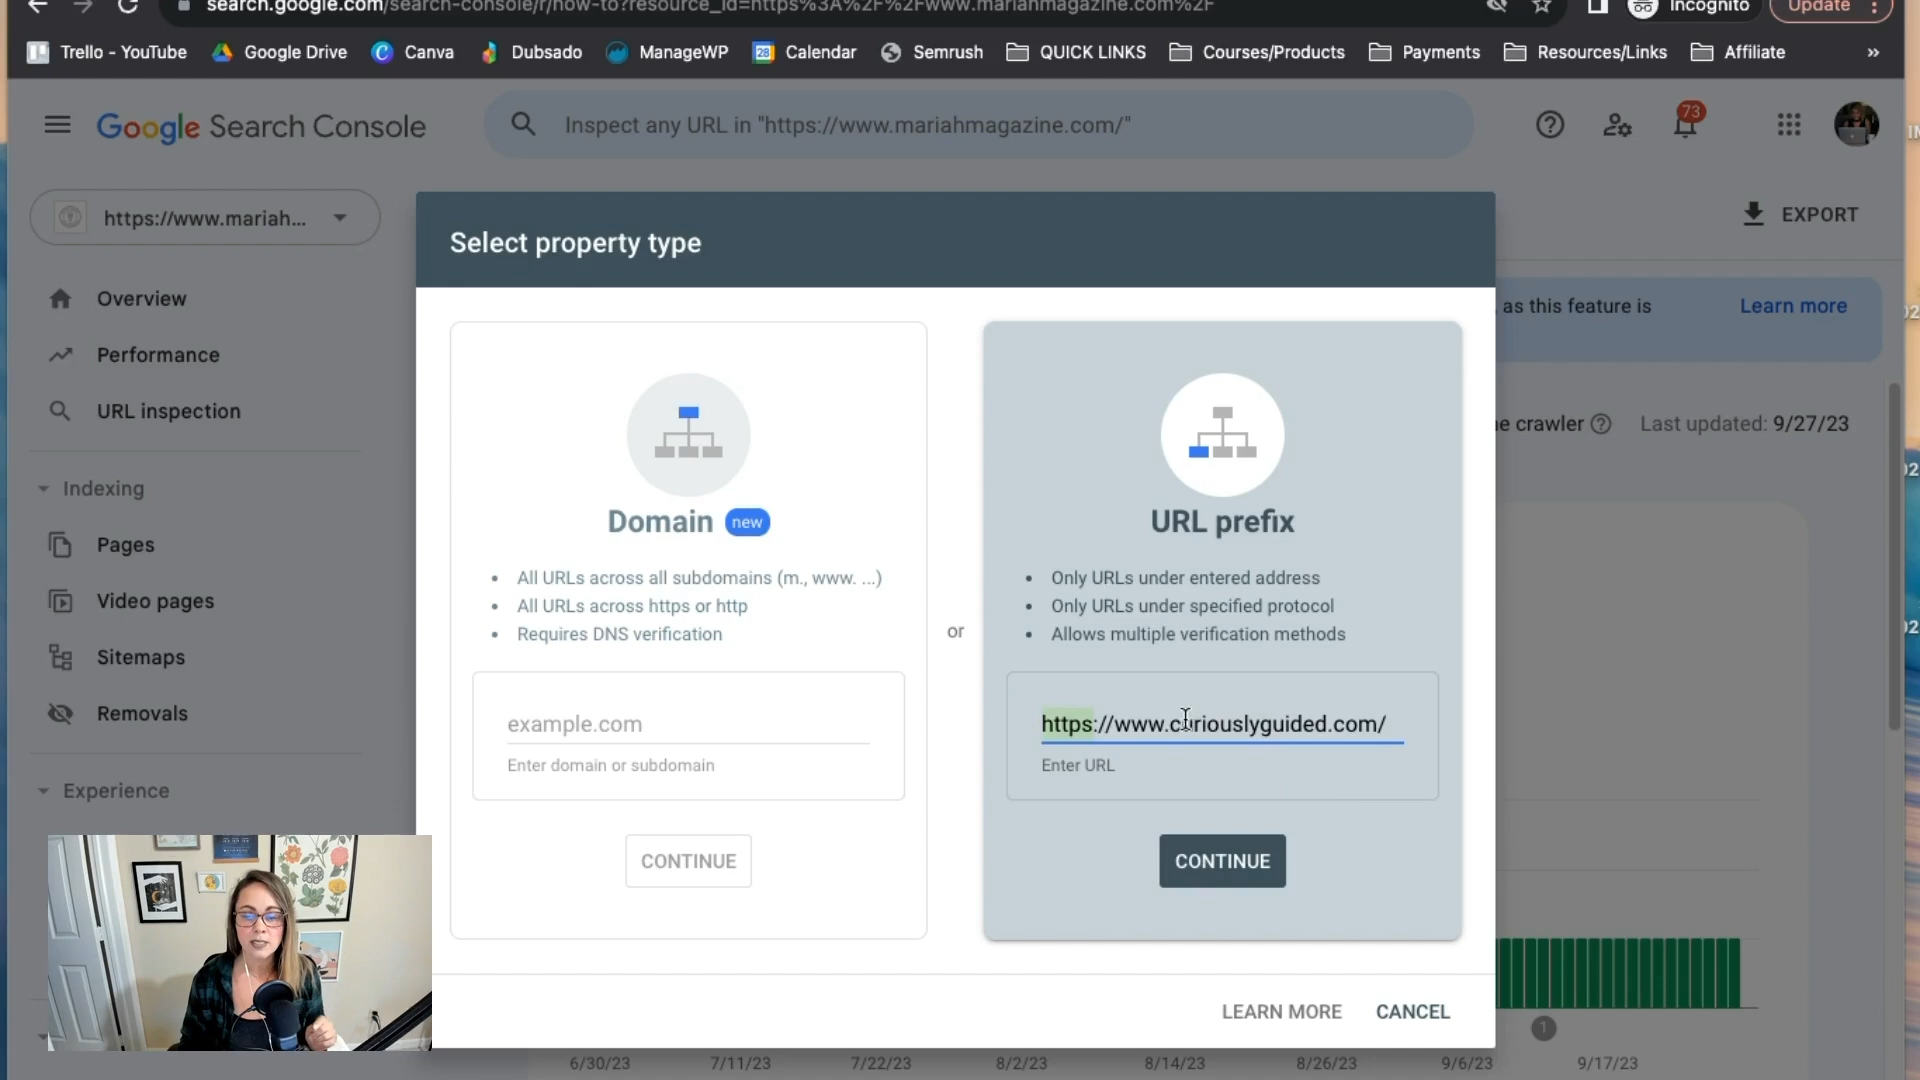 search.google.com/search-console/r/how-to?resource_id=https%3A%2F%2Fwww.mariahmagazine.com%2F
Incognito
Update
Trello - YouTube
Google Drive
Canva
Dubsado
ManageWP
28
Calendar
Semrush
QUICK LINKS
Courses/Products
Payments
Resources/Links
Affiliate
»
Google Search Console
Inspect any URL in "https://www.mariahmagazine.com/"
73
https://www.mariah...
EXPORT
Select property type
Overview
Performance
URL inspection
Indexing
Pages
Video pages
Sitemaps
Removals
Experience
as this feature is
Learn more
crawler
Last updated: 9/27/23
Domain new
• All URLs across all subdomains (m., www. ...)
• All URLs across https or http
• Requires DNS verification
example.com
Enter domain or subdomain
CONTINUE
or
URL prefix
• Only URLs under entered address
• Only URLs under specified protocol
• Allows multiple verification methods
https://www.curiouslyguided.com/
Enter URL
CONTINUE
LEARN MORE
CANCEL
1
6/30/23
7/11/23
7/22/23
8/2/23
8/14/23
8/26/23
9/6/23
9/17/23